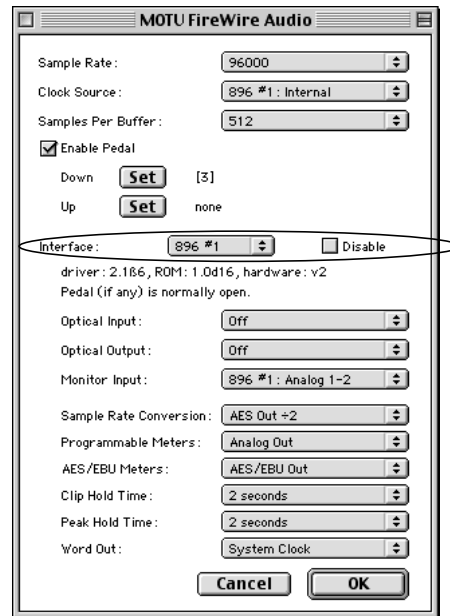 MOTU FireWire Audio
Sample Rate: 96000
Clock Source: 896 #1: Internal
Samples Per Buffer: 512
Enable Pedal
Down Set [3]
Up Set none
Interface: 896 #1 Disable
driver: 2.1ß6, ROM: 1.0d16, hardware: v2
Pedal (if any) is normally open.
Optical Input: Off
Optical Output: Off
Monitor Input: 896 #1: Analog 1-2
Sample Rate Conversion: AES Out ÷2
Programmable Meters: Analog Out
AES/EBU Meters: AES/EBU Out
Clip Hold Time: 2 seconds
Peak Hold Time: 2 seconds
Word Out: System Clock
Cancel OK